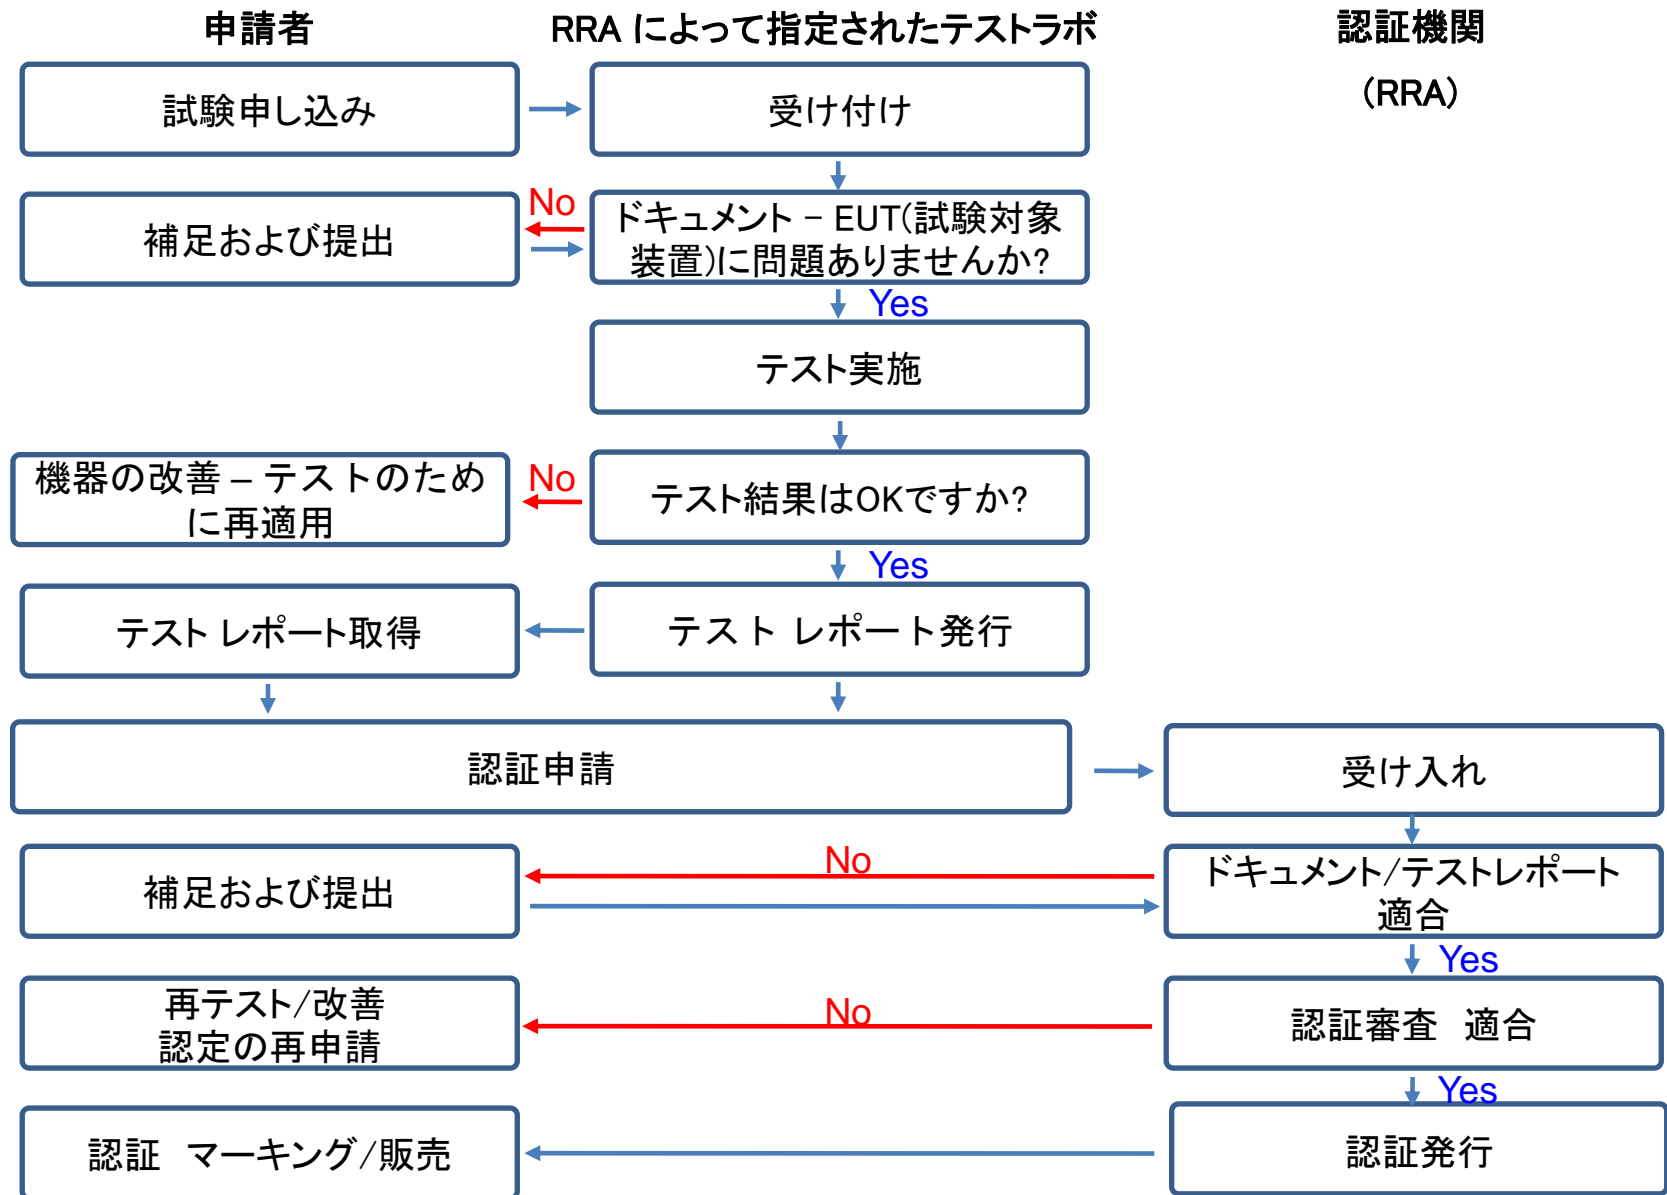 申請者
RRA によって指定されたテストラボ
認証機関
(RRA)
試験申し込み
受け付け
補足および提出
No
ドキュメント – EUT(試験対象
装置)に問題ありませんか?
Yes
テスト実施
機器の改善 – テストのため
に再適用
No
テスト結果はOKですか?
Yes
テスト レポート取得
テスト レポート発行
認証申請
受け入れ
補足および提出
No
ドキュメント/テストレポート
適合
Yes
再テスト/改善
認定の再申請
No
認証審査　適合
Yes
認証　マーキング/販売
認証発行